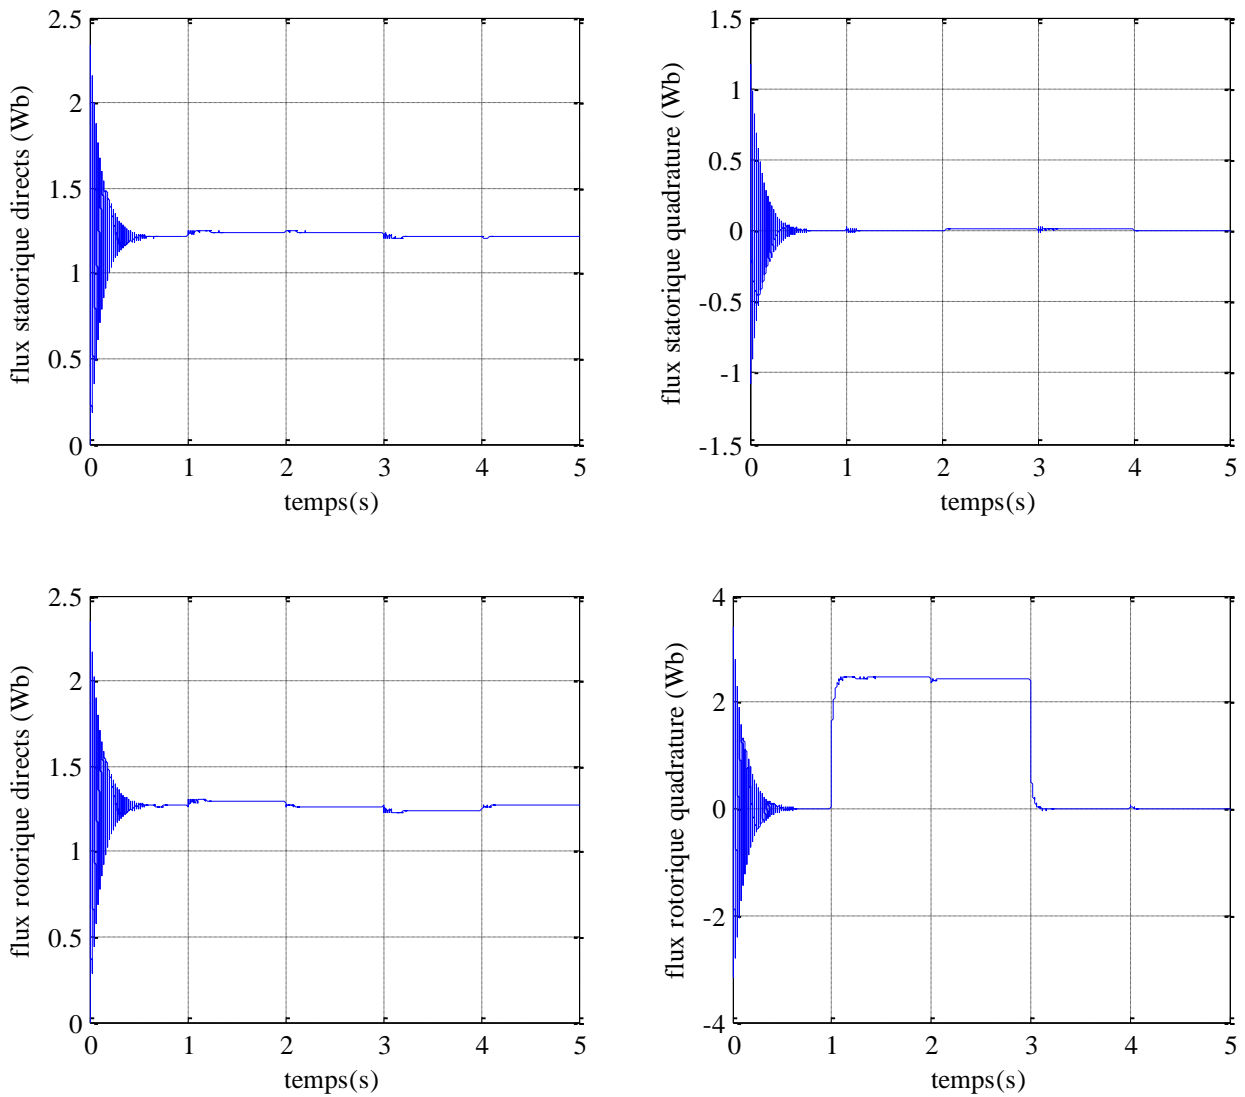 2.5
2
1.5
1
0.5
0
0 1 2 3 4 5
temps(s)
flux statorique directs (Wb)
1.5
1
0.5
0
-0.5
-1
-1.5
0 1 2 3 4 5
temps(s)
flux statorique quadrature (Wb)
2.5
2
1.5
1
0.5
0
0 1 2 3 4 5
temps(s)
flux rotorique directs (Wb)
4
2
0
-2
-4
0 1 2 3 4 5
temps(s)
flux rotorique quadrature (Wb)